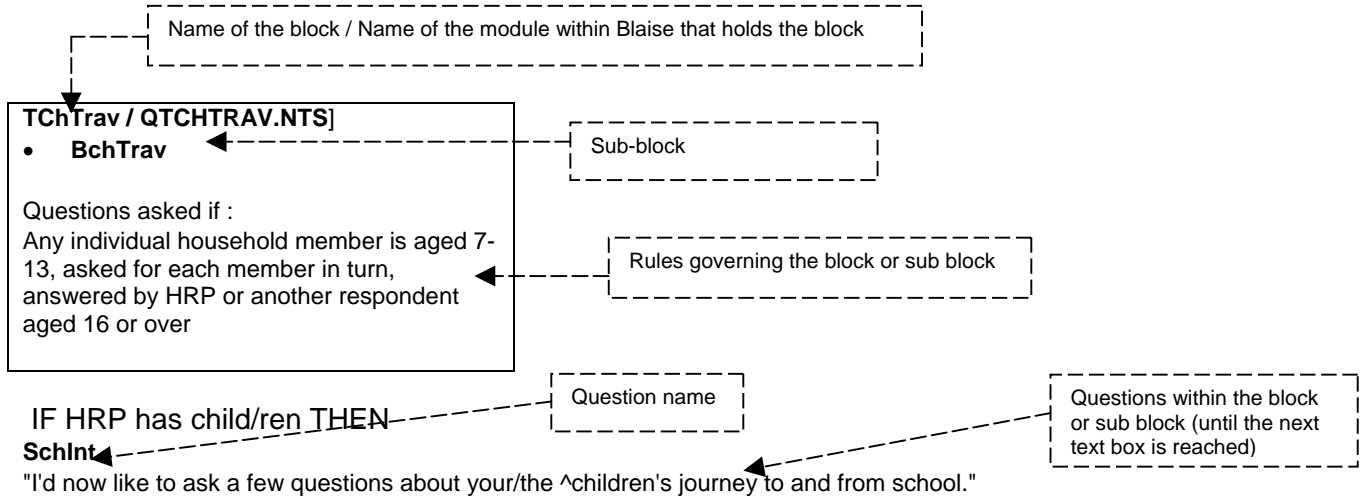 Name of the block / Name of the module within Blaise that holds the block
TChTrav / QTCHTRAV.NTS]
• BchTrav
Sub-block
Questions asked if :
Any individual household member is aged 7-
13, asked for each member in turn,
answered by HRP or another respondent
aged 16 or over
Rules governing the block or sub block
Question name
Questions within the block
or sub block (until the next
text box is reached)
IF HRP has child/ren THEN
SchInt
"I'd now like to ask a few questions about your/the ^children's journey to and from school."